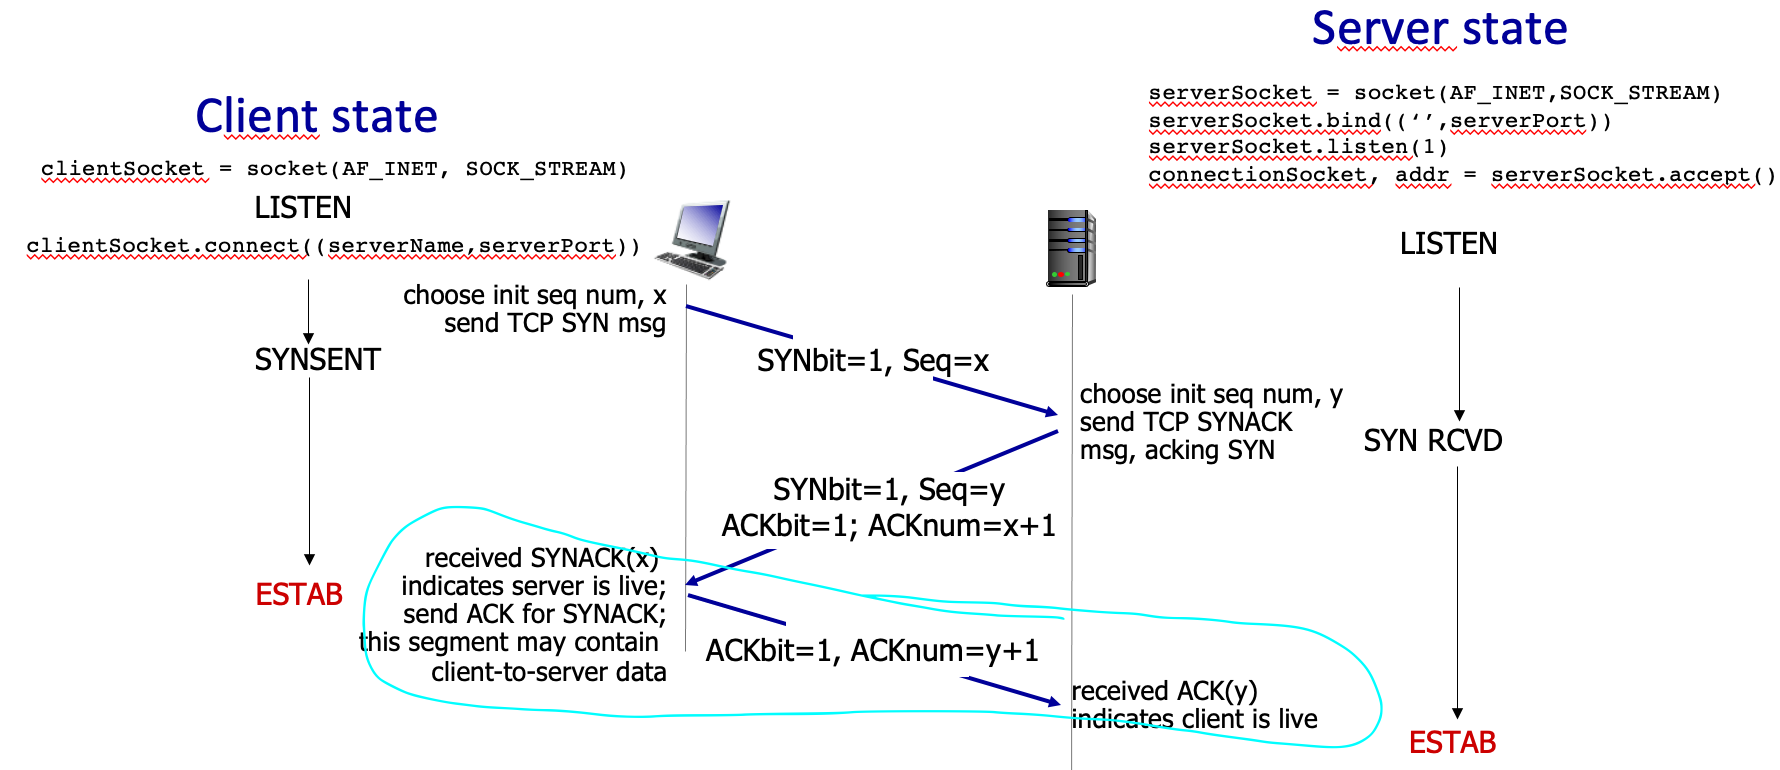 Server state
serverSocket = socket(AF_INET,SOCK_STREAM)
serverSocket.bind((‘’,serverPort))
serverSocket.listen(1)
connectionSocket, addr = serverSocket.accept()
Client state
clientSocket = socket(AF_INET, SOCK_STREAM)
LISTEN
clientSocket.connect((serverName,serverPort))
LISTEN
choose init seq num, x
send TCP SYN msg
SYNSENT
SYNbit=1, Seq=x
choose init seq num, y
send TCP SYNACK
msg, acking SYN
SYN RCVD
SYNbit=1, Seq=y
ACKbit=1; ACKnum=x+1
received SYNACK(x)
indicates server is live;
send ACK for SYNACK;
this segment may contain
client-to-server data
ESTAB
ACKbit=1, ACKnum=y+1
received ACK(y)
indicates client is live
ESTAB